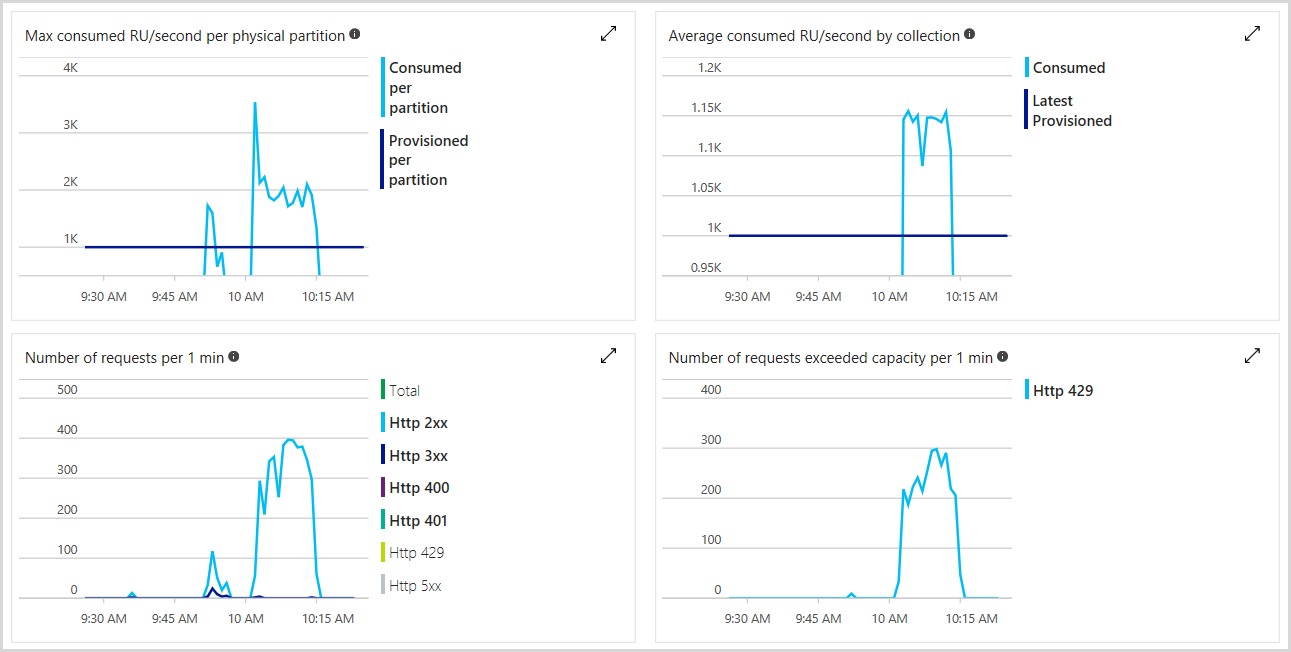 Max consumed RU/second per physical partition
4K
3K
2K
1K
9:30 AM 9:45 AM 10 AM 10:15 AM
Consumed
per
partition
Provisioned
per
partition
Average consumed RU/second by collection
1.2K
1.15K
1.1K
1.05K
1K
0.95K
9:30 AM 9:45 AM 10 AM 10:15 AM
Consumed
Latest
Provisioned
Number of requests per 1 min
500
400
300
200
100
0
9:30 AM 9:45 AM 10 AM 10:15 AM
Total
Http 2xx
Http 3xx
Http 400
Http 401
Http 429
Http 5xx
Number of requests exceeded capacity per 1 min
400
300
200
100
0
9:30 AM 9:45 AM 10 AM 10:15 AM
Http 429